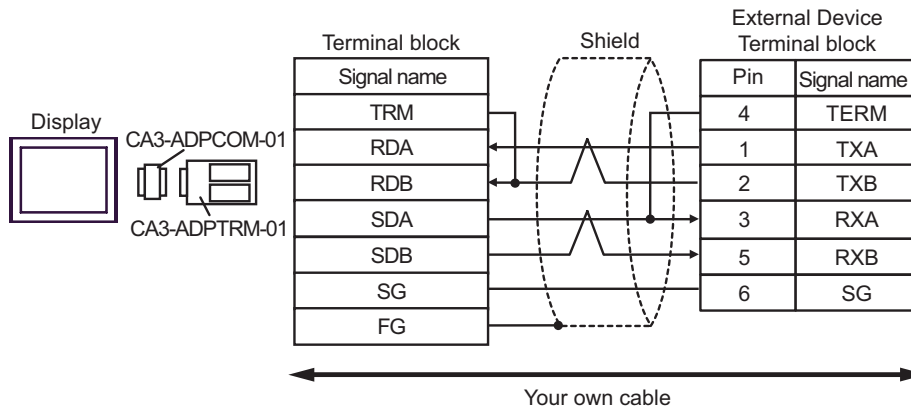 External Device
Terminal block Shield Terminal block
Signal name Pin Signal name
TRM 4 TERM
Display
CA3-ADPCOM-01
RDA 1 TXA
RDB 2 TXB
CA3-ADPTRM-01
SDA 3 RXA
SDB 5 RXB
SG 6 SG
FG
Your own cable